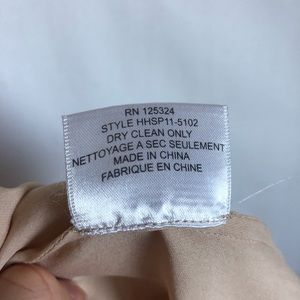 RN 125324
STYLE HHSP11-5102
DRY CLEAN ONLY
NETTOYAGE A SEC SEULEMENT
MADE IN CHINA
FABRIQUE EN CHINE